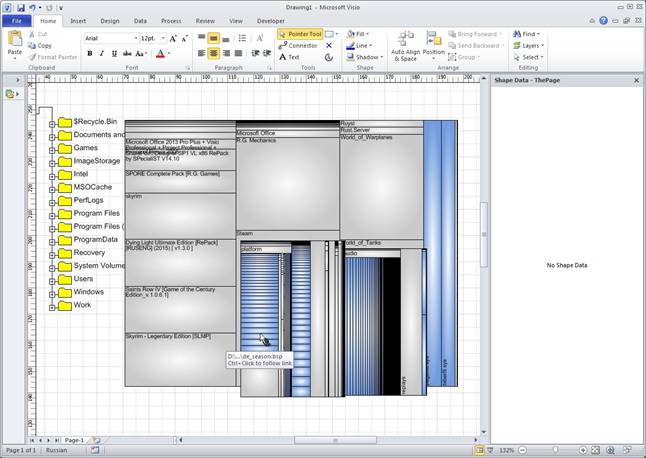 Drawing1 - Microsoft Visio
File Home Insert Design Data Process Review View Developer
Cut
Copy
Paste
Format Painter
Clipboard
Arial 12pt.
Font
Paragraph
Pointer Tool
Connector
Text
Tools
Fill
Line
Shadow
Shape
Auto Align & Space
Position
Bring Forward
Send Backward
Group
Arrange
Find
Layers
Select
Editing
Shape Data - ThePage
No Shape Data
$Recycle.Bin
Documents and
Games
ImageStorage
Intel
MSOCache
PerfLogs
Program Files
Program Files (
ProgramData
Recovery
System Volume
Users
Windows
Work
Microsoft Office 2013 Pro Plus + Visio
Professional + Project Professional +
SP1 VL x86 RePack
by SPecialiST V14.10
SPORE Complete Pack [R.G. Games]
skyrim
Dying Light Ultimate Edition [RePack]
[RUS|ENG] (2015) [ v1.3.0 ]
Saints Row IV [Game of the Century
Edition_v.1.0.6.1]
Skyrim - Legendary Edition [SLMP]
Microsoft Office
R.G. Mechanics
Steam
platform
Ruysi
Rust.Server
World_of_Warplanes
World_of_Tanks
audio
replays
D:\...\de_season.bsp
Ctrl+Click to follow link
Page-1
Page 1 of 1 Russian 132%